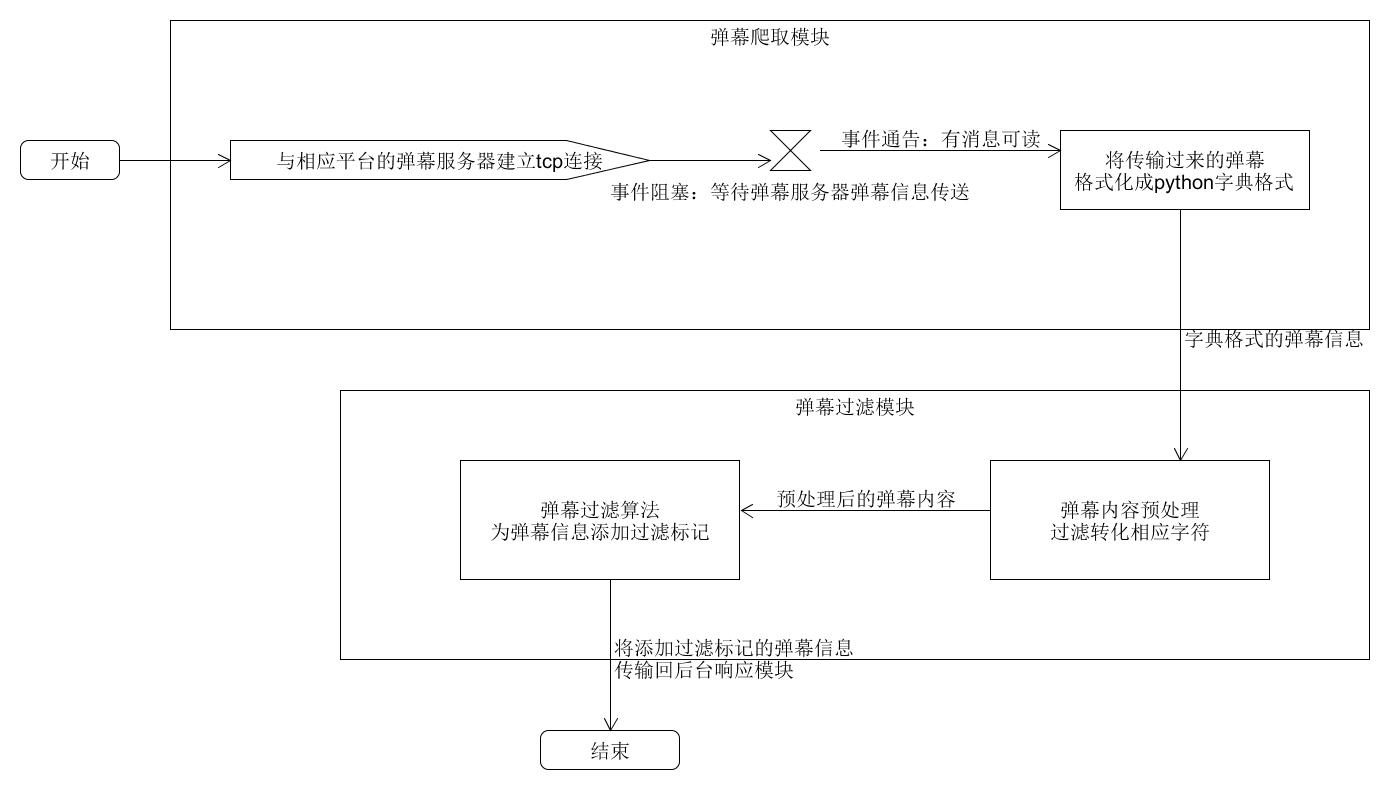 弹幕爬取模块
开始
与相应平台的弹幕服务器建立tcp连接
事件阻塞：等待弹幕服务器弹幕信息传送
事件通告：有消息可读
将传输过来的弹幕
格式化成python字典格式
字典格式的弹幕信息
弹幕过滤模块
弹幕内容预处理
过滤转化相应字符
预处理后的弹幕内容
弹幕过滤算法
为弹幕信息添加过滤标记
将添加过滤标记的弹幕信息
传输回后台响应模块
结束